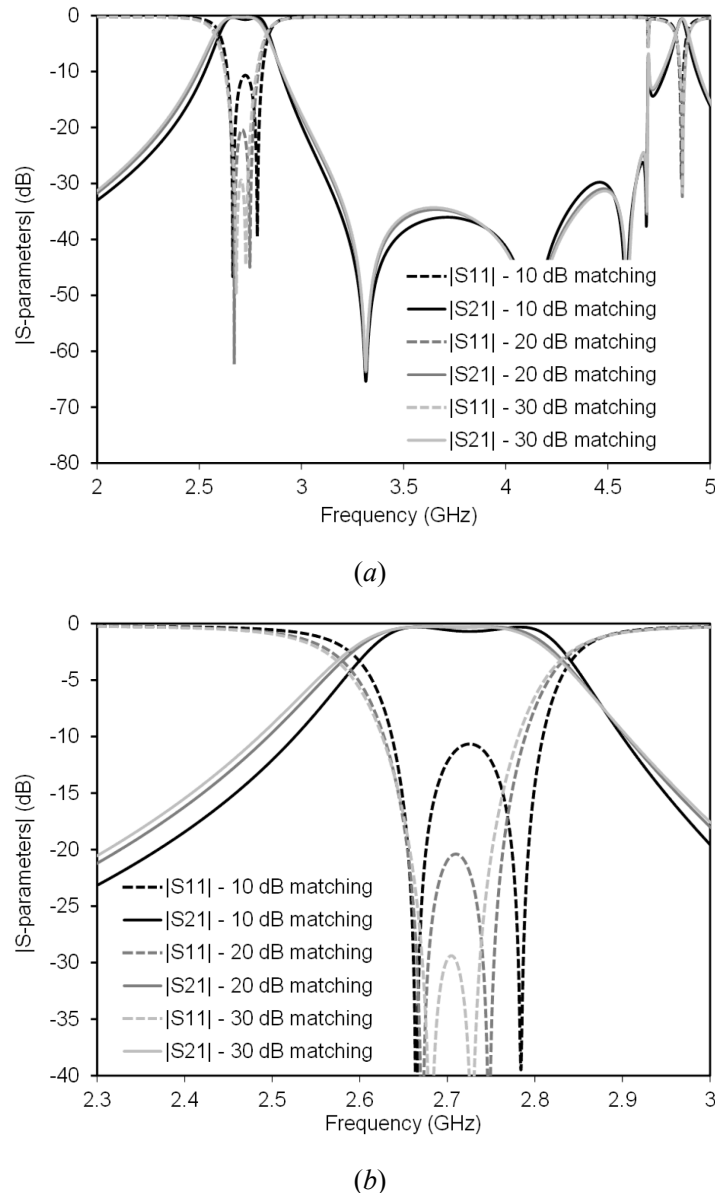 0
-10
-20
-30
-40
-50
-60
-70
-80
|S-parameters| (dB)
|S11| - 10 dB matching
|S21| - 10 dB matching
|S11| - 20 dB matching
|S21| - 20 dB matching
|S11| - 30 dB matching
|S21| - 30 dB matching
2 2.5 3 3.5 4 4.5 5
Frequency (GHz)
(a)
0
-5
-10
-15
-20
-25
-30
-35
-40
|S-parameters| (dB)
|S11| - 10 dB matching
|S21| - 10 dB matching
|S11| - 20 dB matching
|S21| - 20 dB matching
|S11| - 30 dB matching
|S21| - 30 dB matching
2.3 2.4 2.5 2.6 2.7 2.8 2.9 3
Frequency (GHz)
(b)